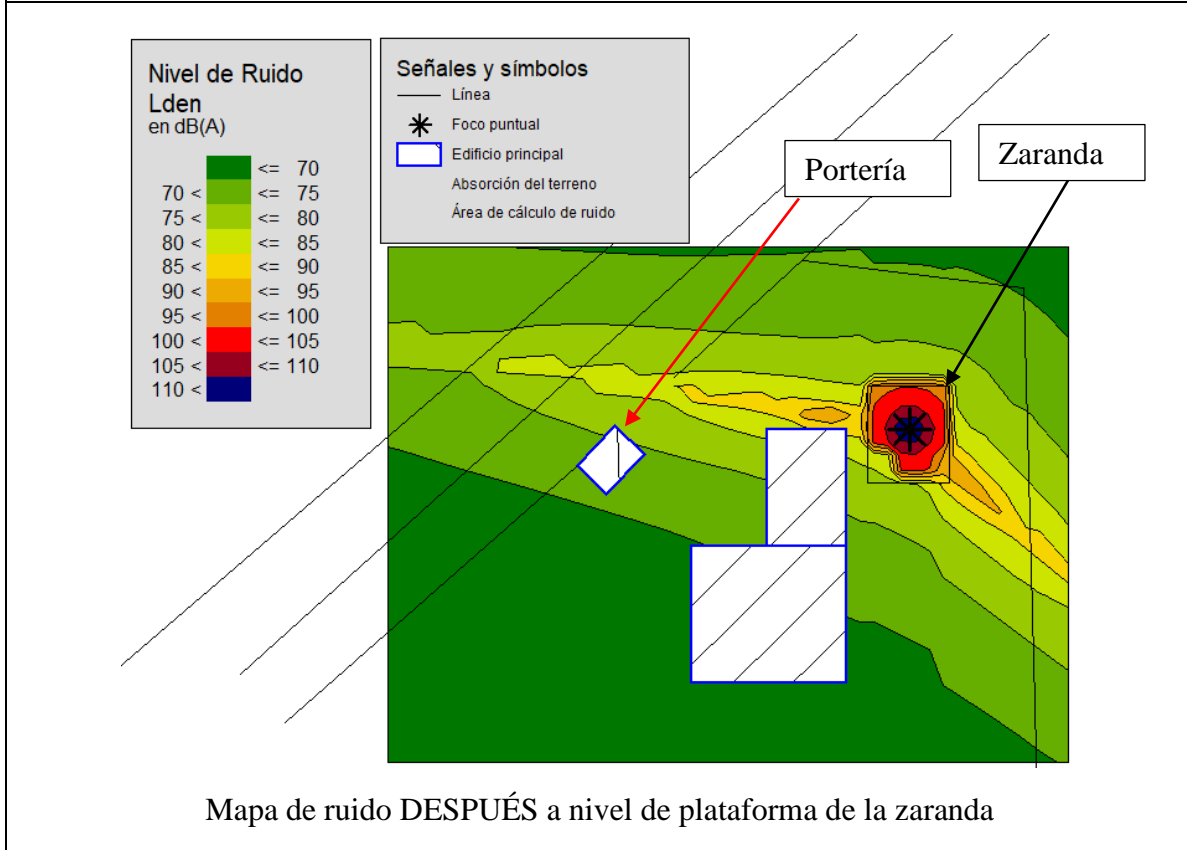 Nivel de Ruido
Lden
en dB(A)
<= 70
70 < <= 75
75 < <= 80
80 < <= 85
85 < <= 90
90 < <= 95
95 < <= 100
100 < <= 105
105 < <= 110
110 <
Señales y símbolos
Línea
Foco puntual
Edificio principal
Absorción del terreno
Área de cálculo de ruido
Portería
Zaranda
Mapa de ruido DESPUÉS a nivel de plataforma de la zaranda